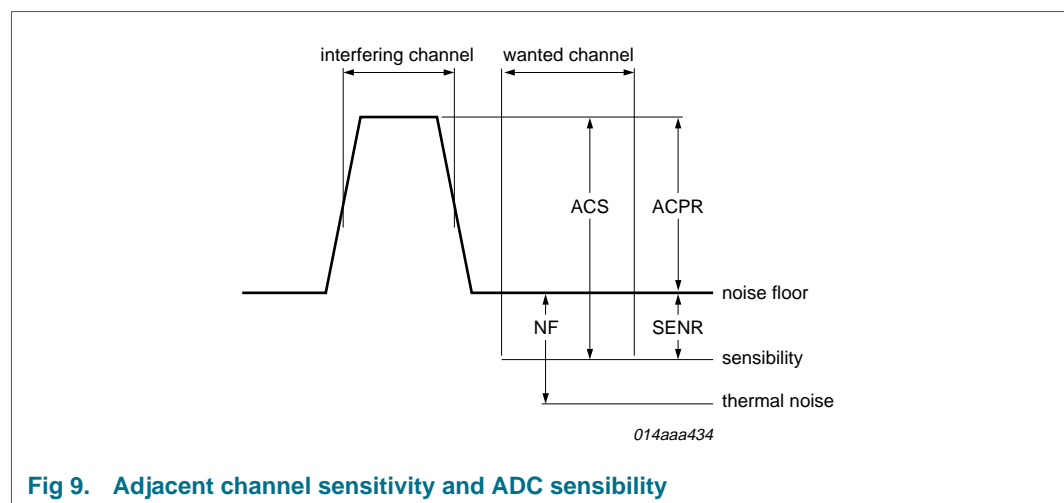 interfering channel
wanted channel
ACS
ACPR
noise floor
NF
SENR
sensibility
thermal noise
014aaa434
Fig 9. Adjacent channel sensitivity and ADC sensibility